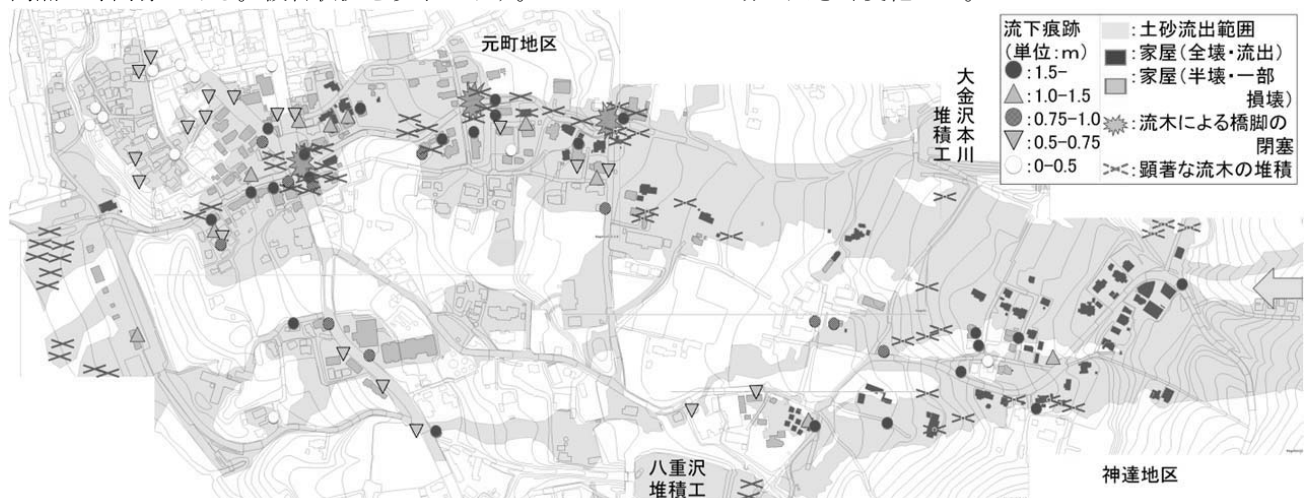 元町地区
大金沢本川
堆積工
流下痕跡
(単位:m)
:1.5-
:1.0-1.5
:0.75-1.0
:0.5-0.75
:0-0.5
:土砂流出範囲
:家屋(全壊・流出)
:家屋(半壊・一部
損壊)
:流木による橋脚の
閉塞
:顕著な流木の堆積
八重沢
堆積工
神達地区